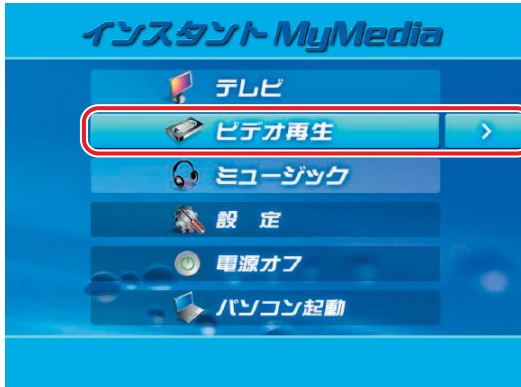 インスタント MyMedia
テレビ
ビデオ再生
ミュージック
設 定
電源オフ
パソコン起動